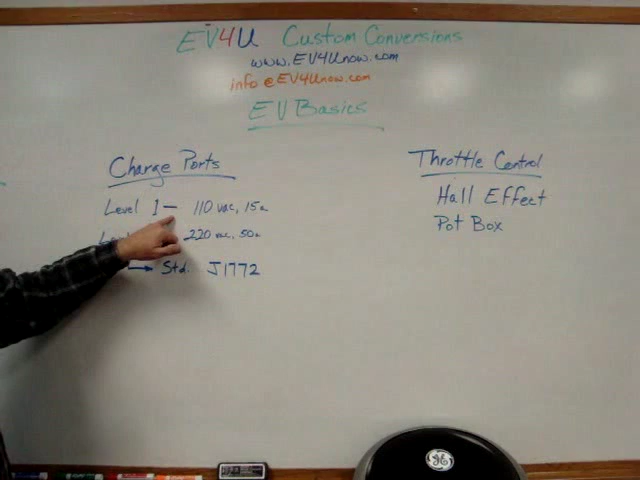 EV4U Custom Conversions
www.EV4Unow.com
info@EV4Unow.com
EV Basics
Charge Ports
Level 1 — 110 vac, 15a
220 vac, 50a
→ Std. J1772
Throttle Control
Hall Effect
Pot Box
GE